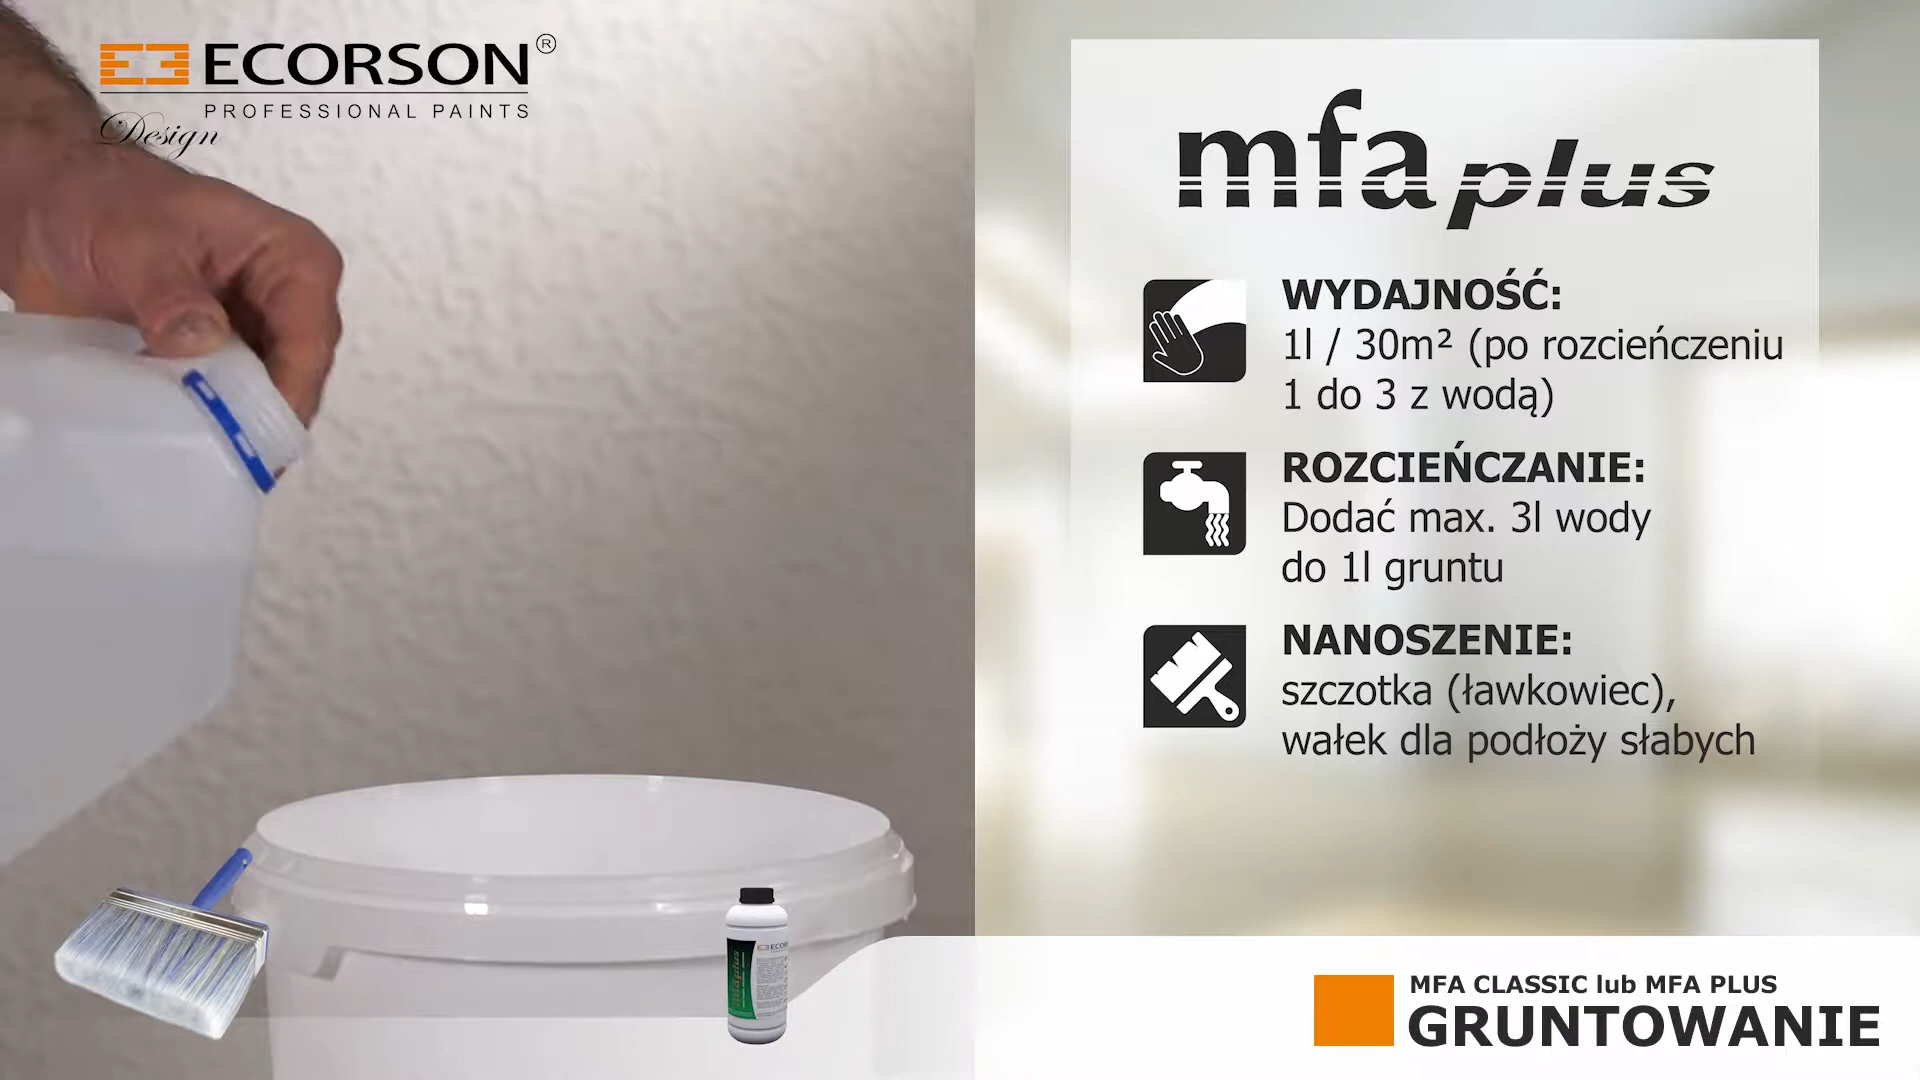 ECORSON®
PROFESSIONAL PAINTS
Design
mfa plus
WYDAJNOŚĆ:
1l / 30m² (po rozcieńczeniu
1 do 3 z wodą)
ROZCIEŃCZANIE:
Dodać max. 3l wody
do 1l gruntu
NANOSZENIE:
szczotka (ławkowiec),
wałek dla podłoży słabych
mfaplus
MFA CLASSIC lub MFA PLUS
GRUNTOWANIE